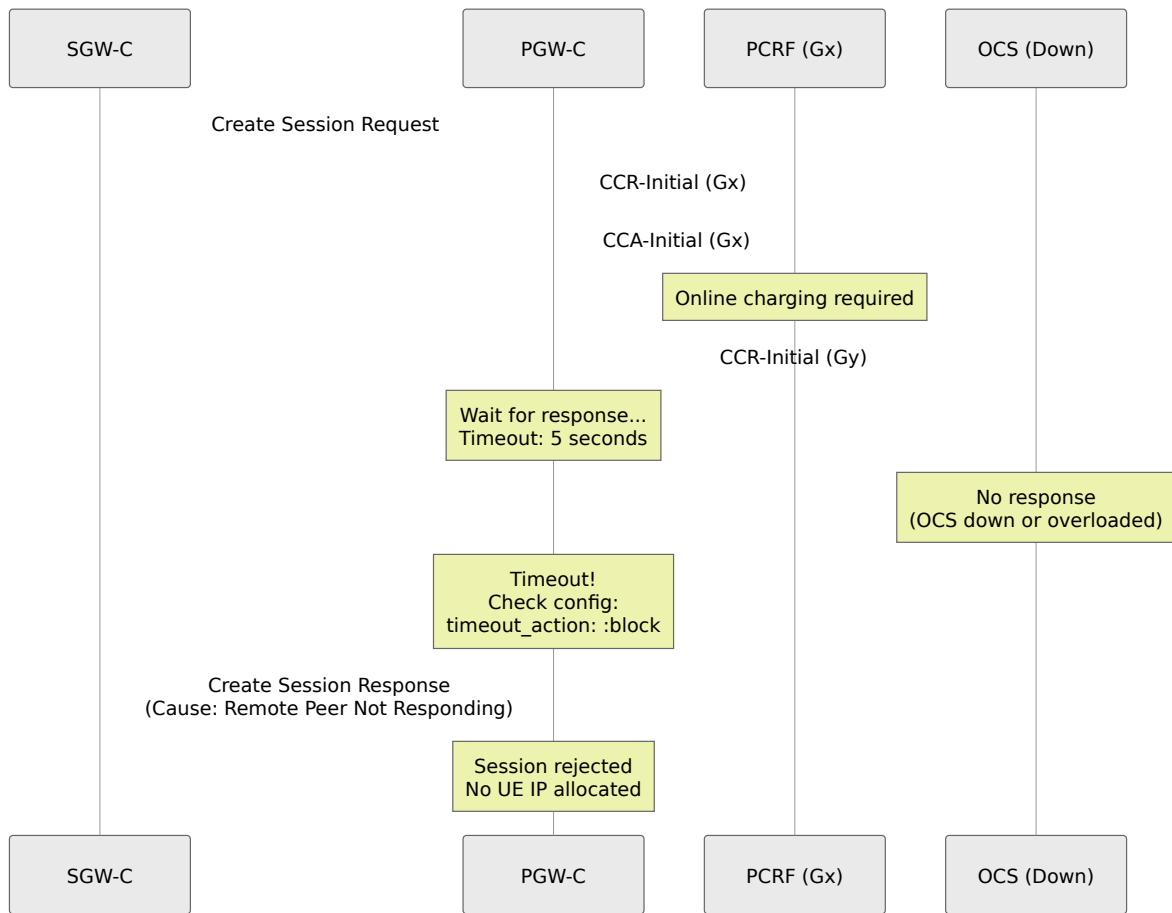 SGW-C
PGW-C
PCRF (Gx)
OCS (Down)
Create Session Request
CCR-Initial (Gx)
CCA-Initial (Gx)
Online charging required
CCR-Initial (Gy)
Wait for response...
Timeout: 5 seconds
No response
(OCS down or overloaded)
Timeout!
Check config:
timeout_action: :block
Create Session Response
(Cause: Remote Peer Not Responding)
Session rejected
No UE IP allocated
SGW-C
PGW-C
PCRF (Gx)
OCS (Down)